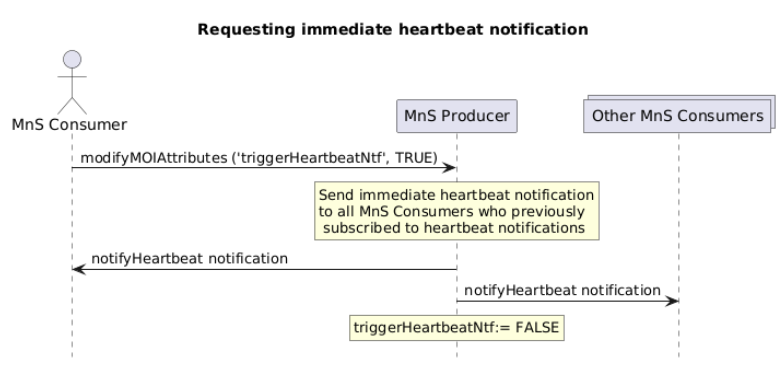 Requesting immediate heartbeat notification
MnS Consumer
MnS Producer
Other MnS Consumers
modifyMOIAttributes ('triggerHeartbeatNtf', TRUE)
Send immediate heartbeat notification
to all MnS Consumers who previously
subscribed to heartbeat notifications
notifyHeartbeat notification
notifyHeartbeat notification
triggerHeartbeatNtf:= FALSE